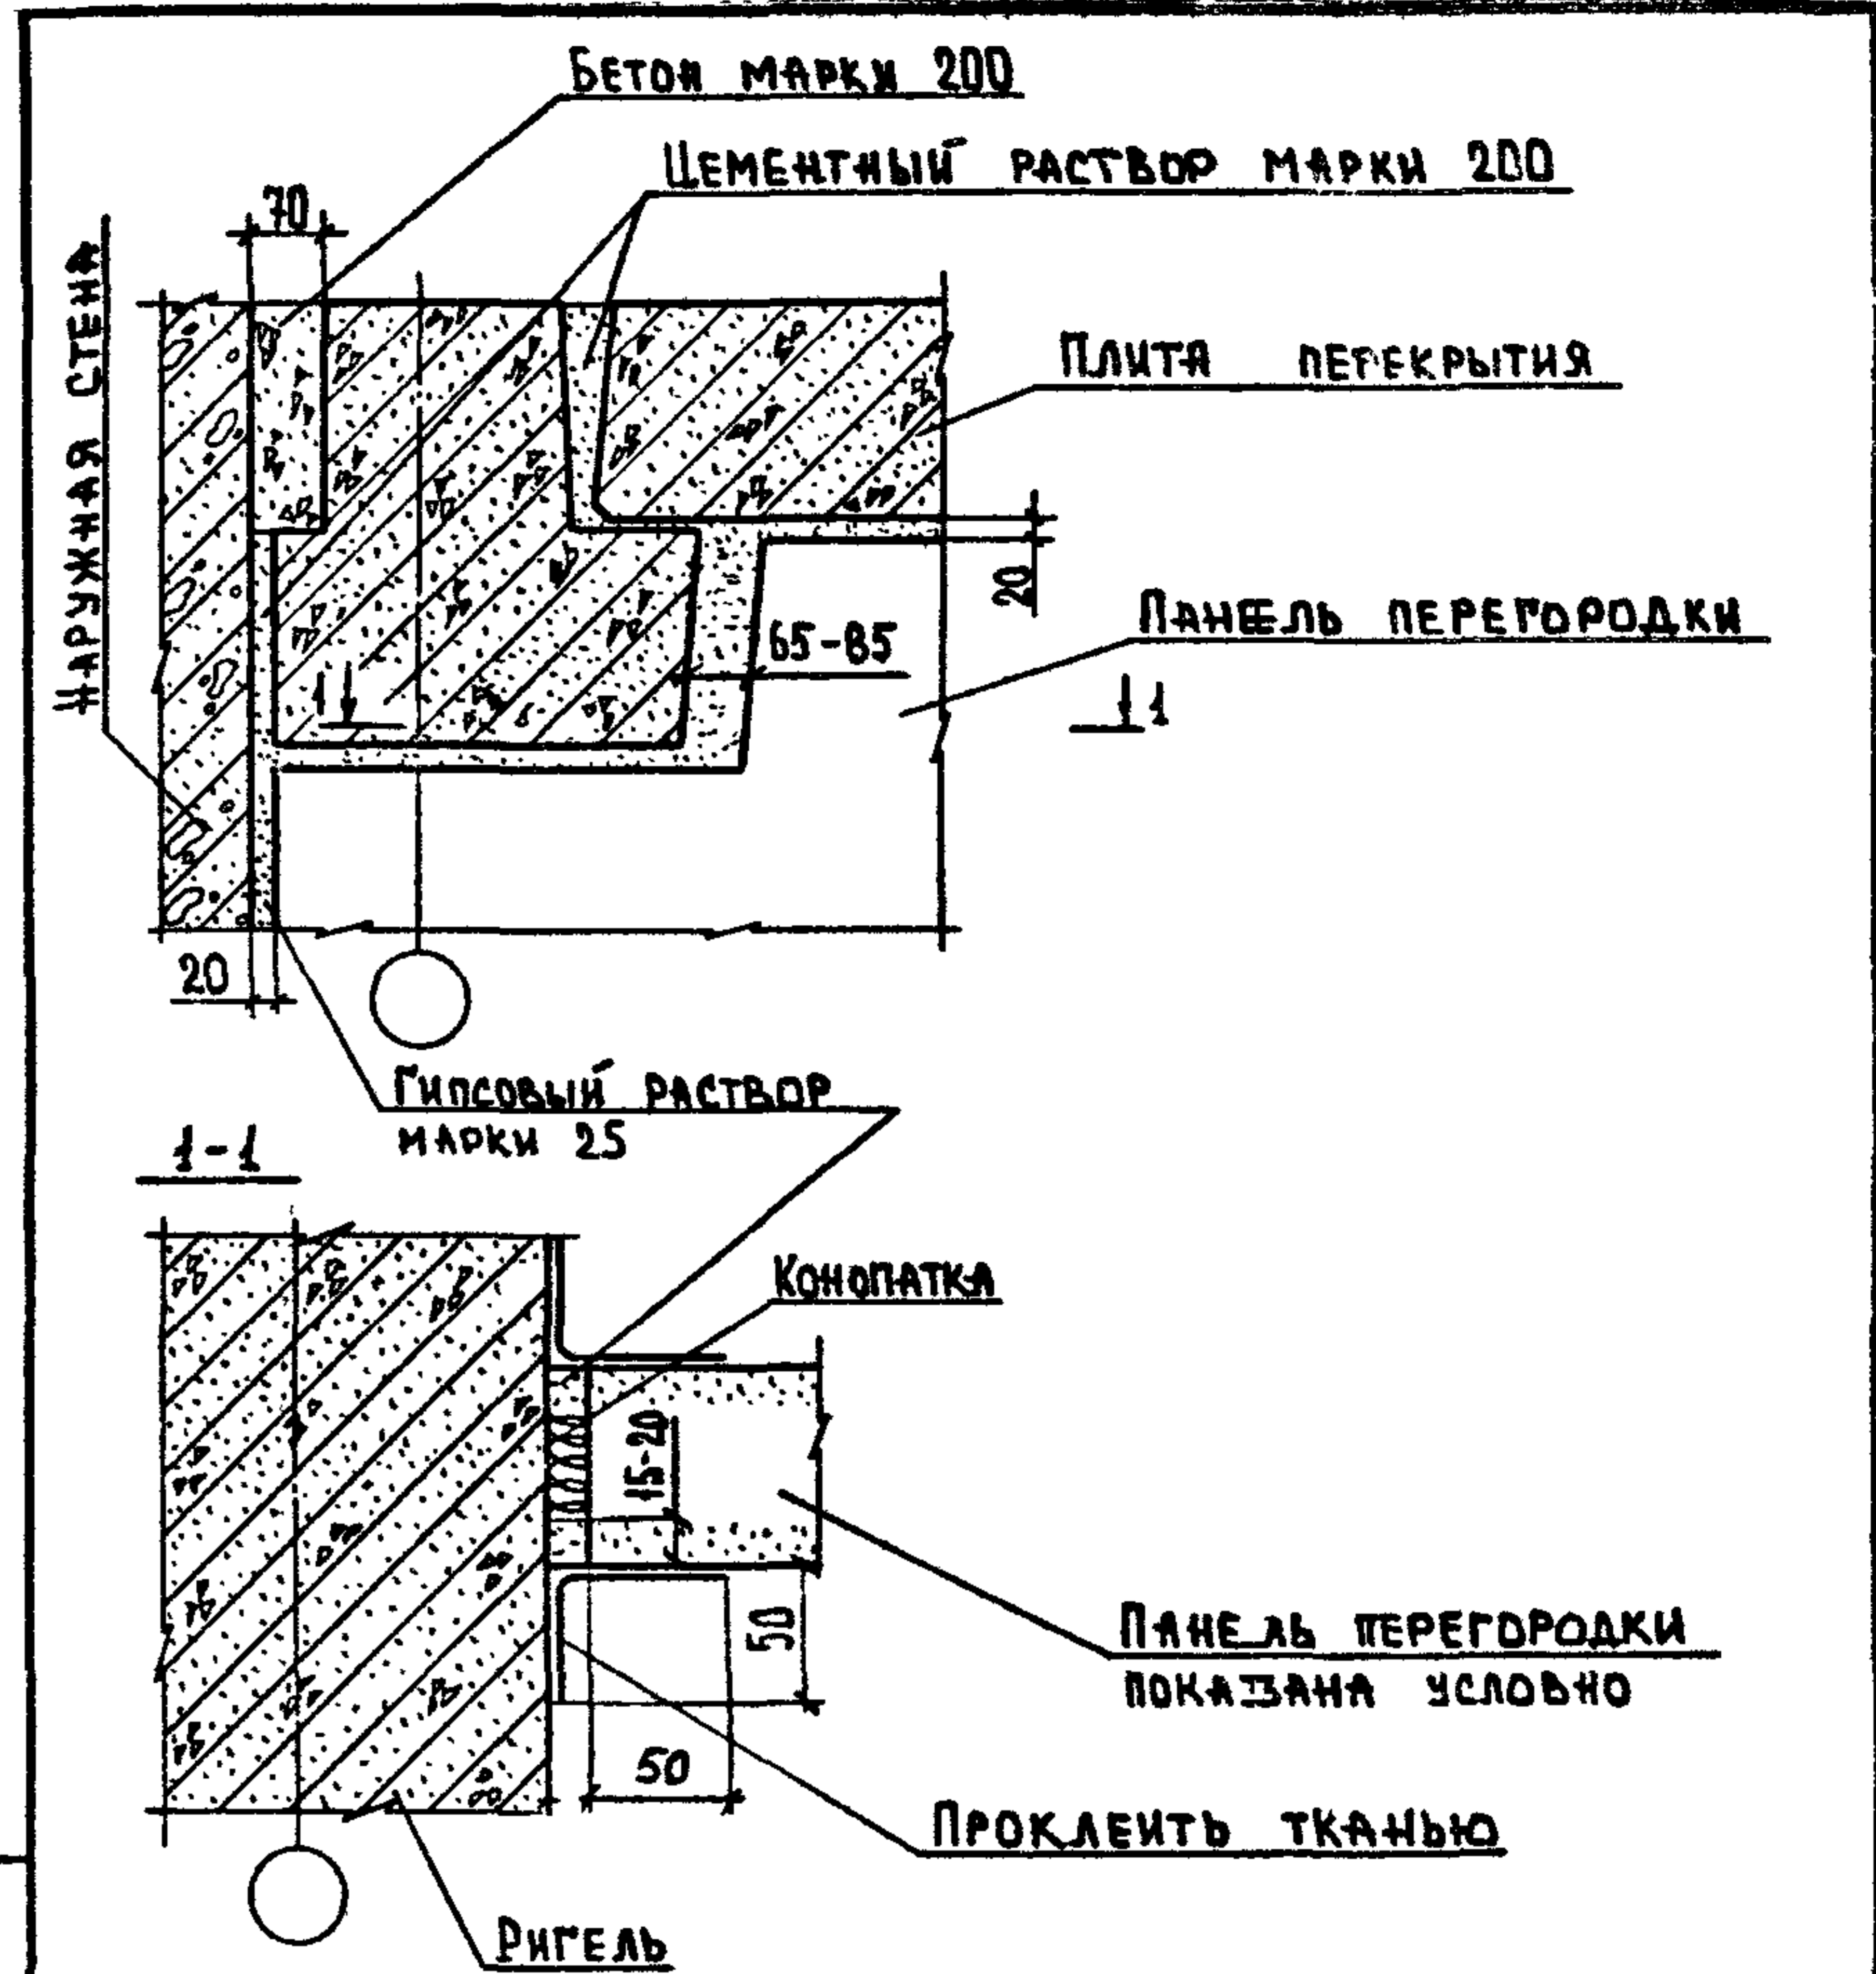 Бетон марки 200
Цементный раствор марки 200
70
Наружная стена
Плита перекрытия
20
Панель перегородки
65-85
1
1
20
Гипсовый раствор
марки 25
1-1
Конопатка
15-20
50
Панель перегородки
показана условно
50
Проклеить тканью
Ригель